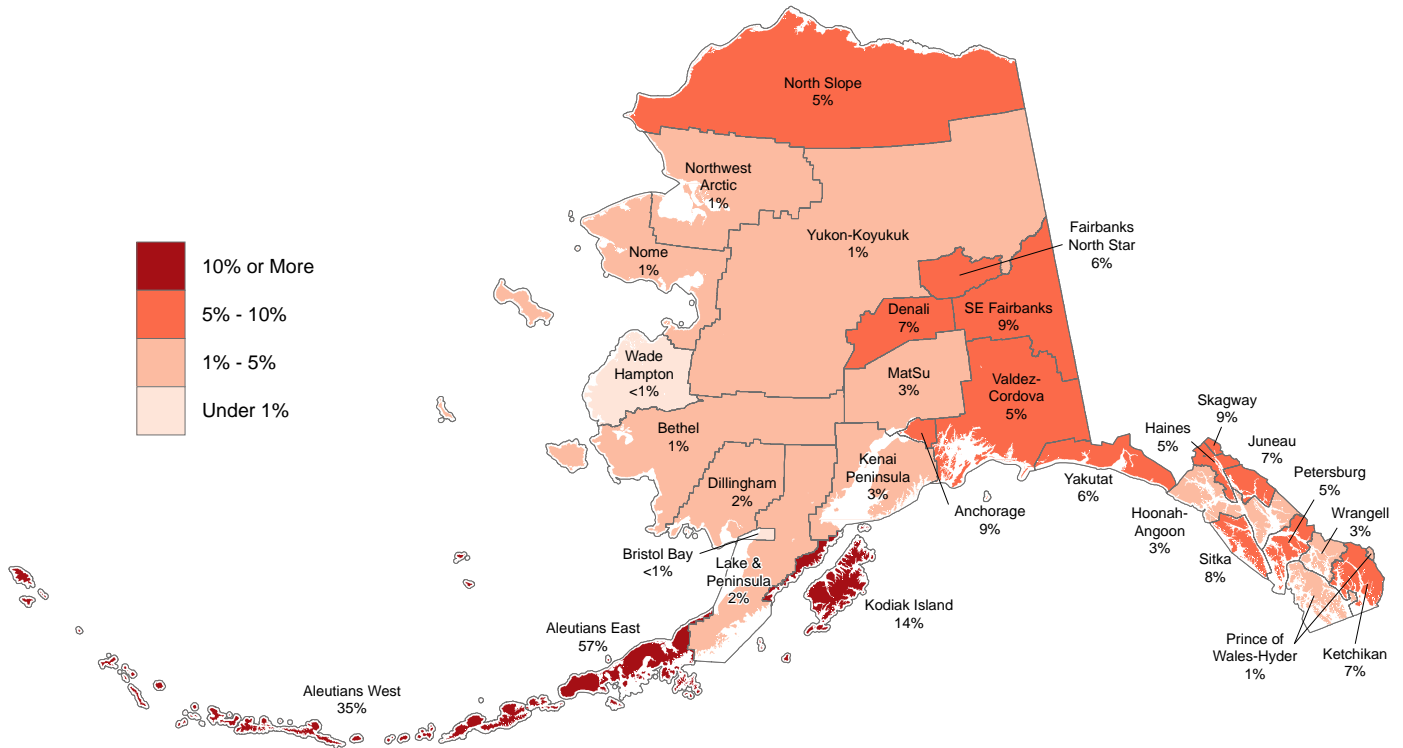 North Slope
5%
Northwest
Arctic
1%
Yukon-Koyukuk
1%
Fairbanks
North Star
6%
Nome
1%
10% or More
5% - 10%
1% - 5%
Under 1%
Denali
7%
SE Fairbanks
9%
Wade
Hampton
<1%
MatSu
3%
Valdez-
Cordova
5%
Skagway
9%
Haines
5%
Juneau
7%
Bethel
1%
Kenai
Peninsula
3%
Petersburg
5%
Dillingham
2%
Yakutat
6%
Anchorage
9%
Hoonah-
Angoon
3%
Wrangell
3%
Bristol Bay
<1%
Lake &
Peninsula
2%
Sitka
8%
Kodiak Island
14%
Aleutians East
57%
Prince of
Wales-Hyder
1%
Ketchikan
7%
Aleutians West
35%